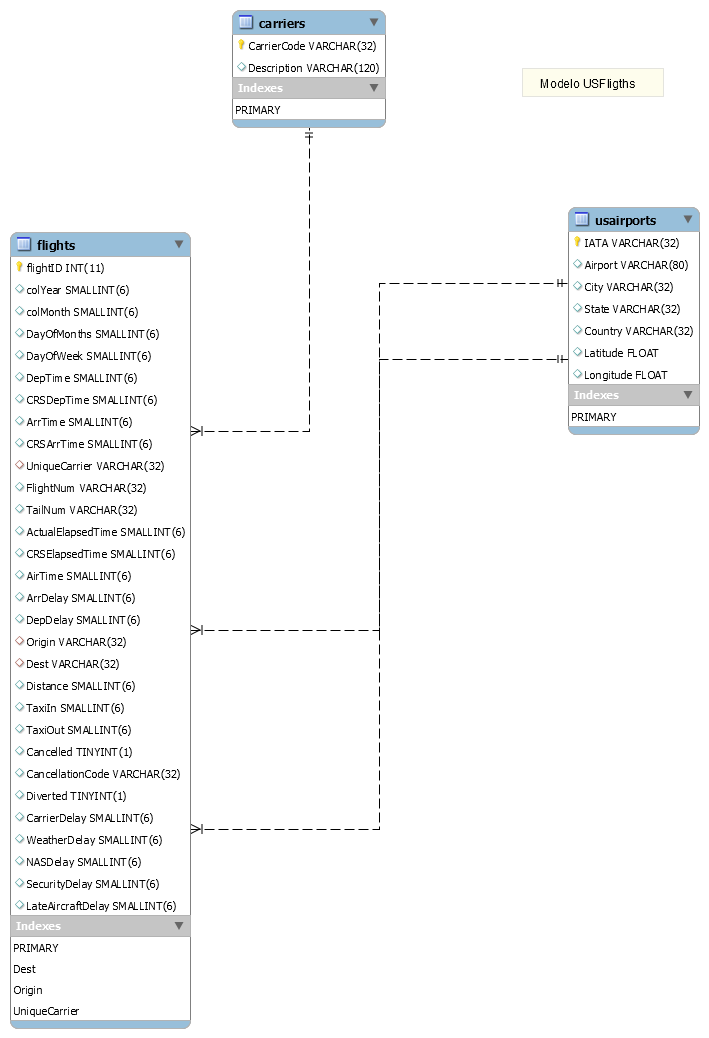 carriers
CarrierCode VARCHAR(32)
Description VARCHAR(120)
Indexes
PRIMARY
Modelo USFligths
usairports
IATA VARCHAR(32)
Airport VARCHAR(80)
City VARCHAR(32)
State VARCHAR(32)
Country VARCHAR(32)
Latitude FLOAT
Longitude FLOAT
Indexes
PRIMARY
flights
flightID INT(11)
colYear SMALLINT(6)
colMonth SMALLINT(6)
DayOfMonths SMALLINT(6)
DayOfWeek SMALLINT(6)
DepTime SMALLINT(6)
CRSDepTime SMALLINT(6)
ArrTime SMALLINT(6)
CRSArrTime SMALLINT(6)
UniqueCarrier VARCHAR(32)
FlightNum VARCHAR(32)
TailNum VARCHAR(32)
ActualElapsedTime SMALLINT(6)
CRSElapsedTime SMALLINT(6)
AirTime SMALLINT(6)
ArrDelay SMALLINT(6)
DepDelay SMALLINT(6)
Origin VARCHAR(32)
Dest VARCHAR(32)
Distance SMALLINT(6)
TaxiIn SMALLINT(6)
TaxiOut SMALLINT(6)
Cancelled TINYINT(1)
CancellationCode VARCHAR(32)
Diverted TINYINT(1)
CarrierDelay SMALLINT(6)
WeatherDelay SMALLINT(6)
NASDelay SMALLINT(6)
SecurityDelay SMALLINT(6)
LateAircraftDelay SMALLINT(6)
Indexes
PRIMARY
Dest
Origin
UniqueCarrier